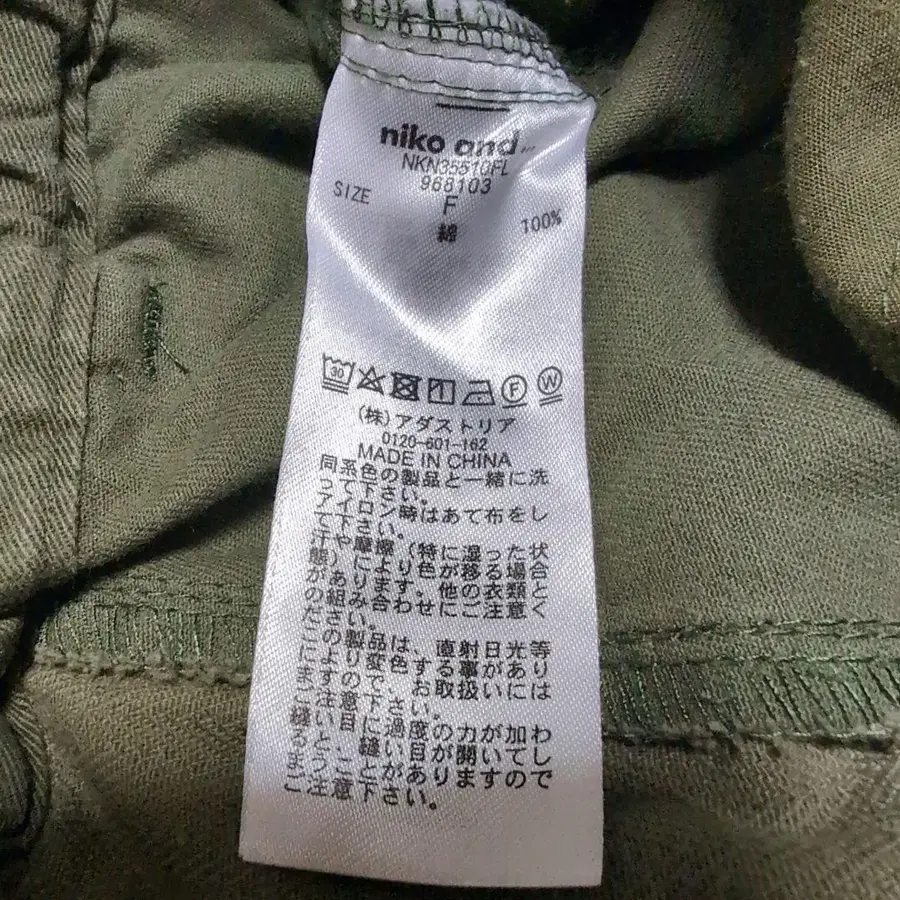 niko and...
NKN35510FL
968103
SIZE F
綿 100%
30 F W
(株)アダストリア
0120-601-162
MADE IN CHINA
同系色の製品と一緒に洗
って下さい。
アイロン時はあて布をし
て下さい。
汗や摩擦(特に湿った状
態)により色が移る場合
があります。他の衣類と
の組み合わせにご注意く
ださい。
この製品は、直射日光等
により変色する事があり
ますので、お取扱いには
ご注意下さい。
縫い目に過度の力が加わ
ると、縫い目が開いてし
まう事がありますので
ご注意下さい。